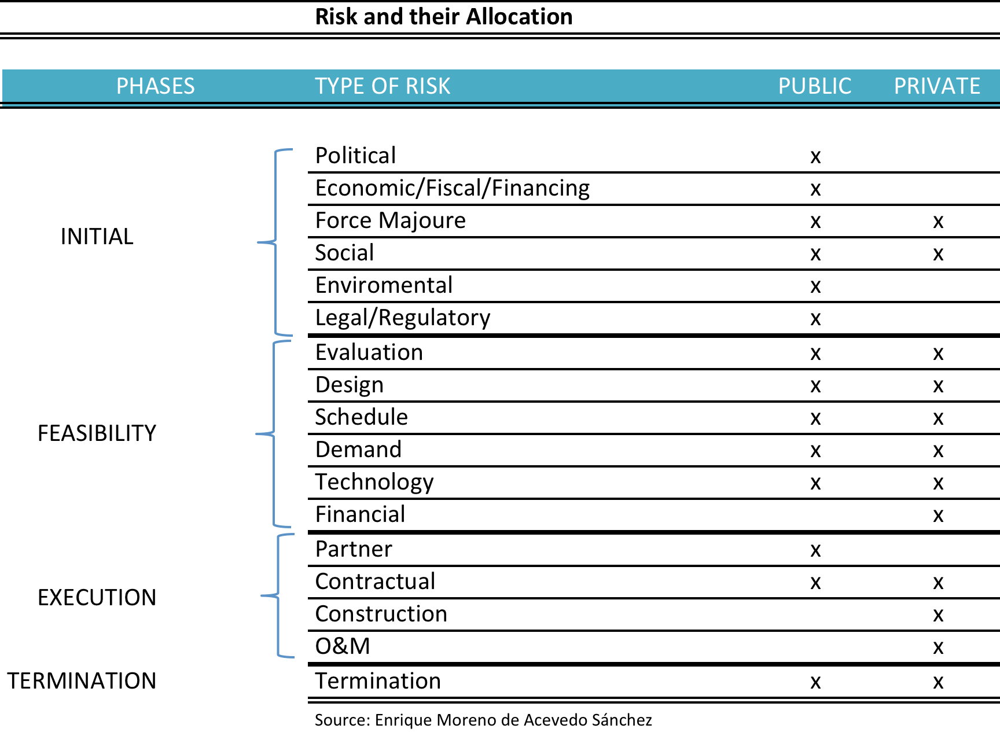 Risk and their Allocation
PHASES TYPE OF RISK PUBLIC PRIVATE
Political x
Economic/Fiscal/Financing x
Force Majoure x x
INITIAL
Social x x
Enviromental x
Legal/Regulatory x
Evaluation x x
Design x x
Schedule x x
FEASIBILITY
Demand x x
Technology x x
Financial x
Partner x
Contractual x x
EXECUTION
Construction x
O&M x
TERMINATION Termination x x
Source: Enrique Moreno de Acevedo Sánchez